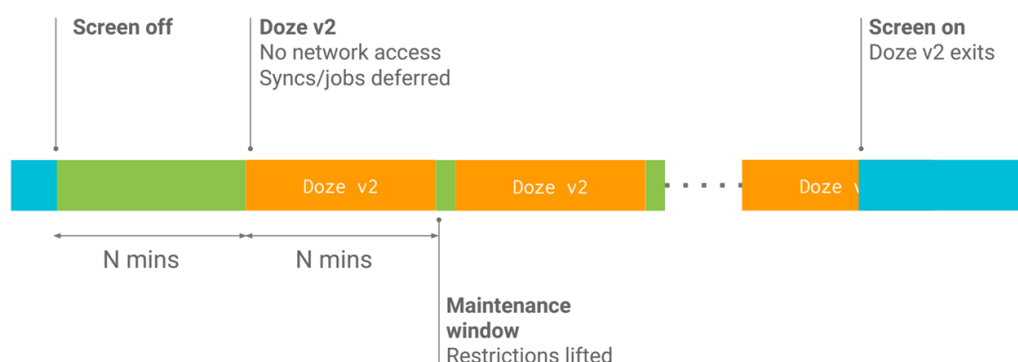 Screen off
Doze v2
No network access
Syncs/jobs deferred
Screen on
Doze v2 exits
Doze v2
Doze v2
Doze
N mins
N mins
Maintenance
window
Restrictions lifted